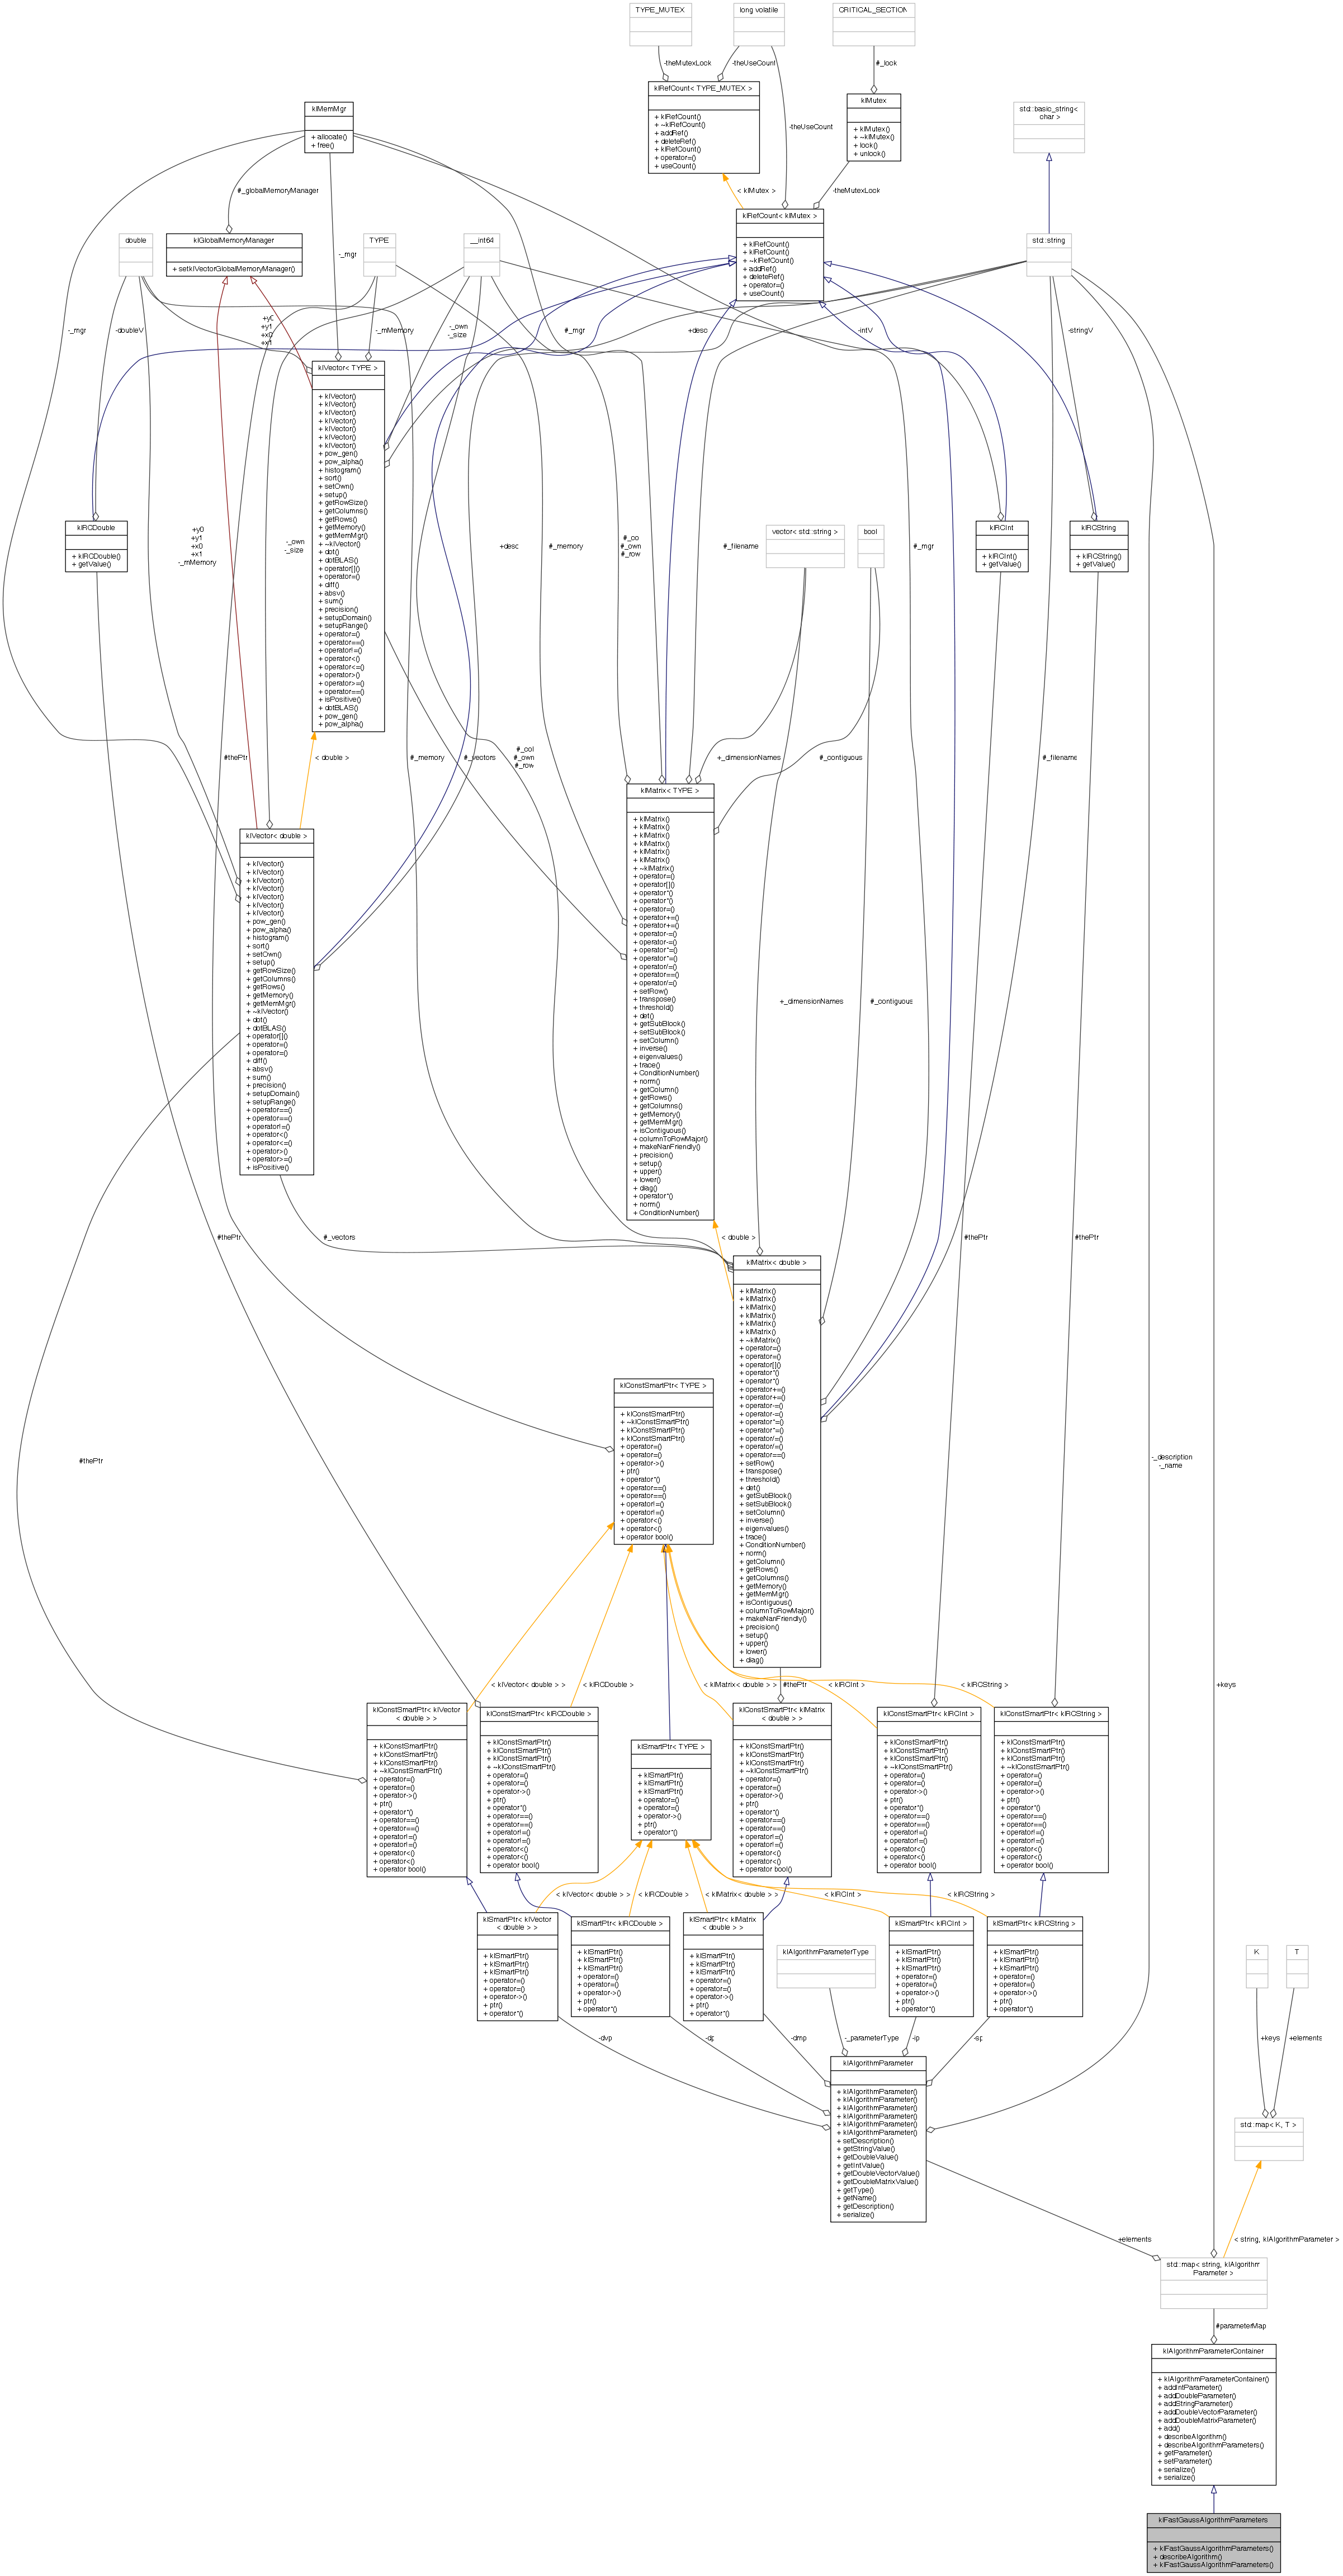 TYPE_MUTEX
long volatile
CRITICAL_SECTION
-theMutexLock
-theUseCount
#_lock
klRefCount< TYPE_MUTEX >
+ klRefCount()
+ ~klRefCount()
+ addRef()
+ deleteRef()
+ klRefCount()
+ operator=()
+ useCount()
klMutex
+ klMutex()
+ ~klMutex()
+ lock()
+ unlock()
klMemMgr
+ allocate()
+ free()
std::basic_string<
char >
-theUseCount
#_globalMemoryManager
< klMutex >
-theMutexLock
klRefCount< klMutex >
+ klRefCount()
+ klRefCount()
+ ~klRefCount()
+ addRef()
+ deleteRef()
+ operator=()
+ useCount()
double
klGlobalMemoryManager
+ setklVectorGlobalMemoryManager()
TYPE
__int64
std::string
-_mgr
-_mgr
-doubleV
+y0
+y1
+x0
+x1
-_mMemory
-_own
-_size
#_mgr
+desc
-intV
-stringV
klVector< TYPE >
+ klVector()
+ klVector()
+ klVector()
+ klVector()
+ klVector()
+ klVector()
+ klVector()
+ pow_gen()
+ pow_alpha()
+ histogram()
+ sort()
+ setOwn()
+ setup()
+ getRowSize()
+ getColumns()
+ getRows()
+ getMemory()
+ getMemMgr()
+ ~klVector()
+ dot()
+ dotBLAS()
+ operator[]()
+ operator=()
+ diff()
+ absv()
+ sum()
+ precision()
+ setupDomain()
+ setupRange()
+ operator=()
+ operator==()
+ operator!=()
+ operator<()
+ operator<=()
+ operator>()
+ operator>=()
+ operator==()
+ isPositive()
+ dotBLAS()
+ pow_gen()
+ pow_alpha()
klRCDouble
+ klRCDouble()
+ getValue()
vector< std::string >
bool
klRCInt
+ klRCInt()
+ getValue()
klRCString
+ klRCString()
+ getValue()
+y0
+y1
+x0
+x1
-_mMemory
-_own
-_size
+desc
#_memory
#_co
#_own
#_row
#_filename
#_mgr
#thePtr
< double >
#_memory
#_vectors
#_col
#_own
#_row
+_dimensionNames
#_contiguous
#_filename
klVector< double >
+ klVector()
+ klVector()
+ klVector()
+ klVector()
+ klVector()
+ klVector()
+ klVector()
+ pow_gen()
+ pow_alpha()
+ histogram()
+ sort()
+ setOwn()
+ setup()
+ getRowSize()
+ getColumns()
+ getRows()
+ getMemory()
+ getMemMgr()
+ ~klVector()
+ dot()
+ dotBLAS()
+ operator[]()
+ operator=()
+ operator=()
+ diff()
+ absv()
+ sum()
+ precision()
+ setupDomain()
+ setupRange()
+ operator==()
+ operator==()
+ operator!=()
+ operator<()
+ operator<=()
+ operator>()
+ operator>=()
+ isPositive()
klMatrix< TYPE >
+ klMatrix()
+ klMatrix()
+ klMatrix()
+ klMatrix()
+ klMatrix()
+ klMatrix()
+ ~klMatrix()
+ operator=()
+ operator[]()
+ operator*()
+ operator*()
+ operator=()
+ operator+=()
+ operator+=()
+ operator-=()
+ operator-=()
+ operator*=()
+ operator*=()
+ operator/=()
+ operator==()
+ operator/=()
+ setRow()
+ transpose()
+ threshold()
+ det()
+ getSubBlock()
+ setSubBlock()
+ setColumn()
+ inverse()
+ eigenvalues()
+ trace()
+ ConditionNumber()
+ norm()
+ getColumn()
+ getRows()
+ getColumns()
+ getMemory()
+ getMemMgr()
+ isContiguous()
+ columnToRowMajor()
+ makeNanFriendly()
+ precision()
+ setup()
+ upper()
+ lower()
+ diag()
+ operator*()
+ norm()
+ ConditionNumber()
+_dimensionNames
#_contiguous
#thePtr
#_vectors
< double >
#thePtr
#thePtr
klMatrix< double >
+ klMatrix()
+ klMatrix()
+ klMatrix()
+ klMatrix()
+ klMatrix()
+ klMatrix()
+ ~klMatrix()
+ operator=()
+ operator=()
+ operator[]()
+ operator*()
+ operator*()
+ operator+=()
+ operator+=()
+ operator-=()
+ operator-=()
+ operator*=()
+ operator*=()
+ operator/=()
+ operator/=()
+ operator==()
+ setRow()
+ transpose()
+ threshold()
+ det()
+ getSubBlock()
+ setSubBlock()
+ setColumn()
+ inverse()
+ eigenvalues()
+ trace()
+ ConditionNumber()
+ norm()
+ getColumn()
+ getRows()
+ getColumns()
+ getMemory()
+ getMemMgr()
+ isContiguous()
+ columnToRowMajor()
+ makeNanFriendly()
+ precision()
+ setup()
+ upper()
+ lower()
+ diag()
klConstSmartPtr< TYPE >
+ klConstSmartPtr()
+ ~klConstSmartPtr()
+ klConstSmartPtr()
+ klConstSmartPtr()
+ operator=()
+ operator=()
+ operator->()
+ ptr()
+ operator*()
+ operator==()
+ operator==()
+ operator!=()
+ operator!=()
+ operator<()
+ operator<()
+ operator bool()
#thePtr
-_description
-_name
< klVector< double > >
< klRCDouble >
< klMatrix< double > >
#thePtr
< klRCInt >
< klRCString >
+keys
klConstSmartPtr< klVector
< double > >
+ klConstSmartPtr()
+ klConstSmartPtr()
+ klConstSmartPtr()
+ ~klConstSmartPtr()
+ operator=()
+ operator=()
+ operator->()
+ ptr()
+ operator*()
+ operator==()
+ operator==()
+ operator!=()
+ operator!=()
+ operator<()
+ operator<()
+ operator bool()
klConstSmartPtr< klRCDouble >
+ klConstSmartPtr()
+ klConstSmartPtr()
+ klConstSmartPtr()
+ ~klConstSmartPtr()
+ operator=()
+ operator=()
+ operator->()
+ ptr()
+ operator*()
+ operator==()
+ operator==()
+ operator!=()
+ operator!=()
+ operator<()
+ operator<()
+ operator bool()
klSmartPtr< TYPE >
+ klSmartPtr()
+ klSmartPtr()
+ klSmartPtr()
+ operator=()
+ operator=()
+ operator->()
+ ptr()
+ operator*()
klConstSmartPtr< klMatrix
< double > >
+ klConstSmartPtr()
+ klConstSmartPtr()
+ klConstSmartPtr()
+ ~klConstSmartPtr()
+ operator=()
+ operator=()
+ operator->()
+ ptr()
+ operator*()
+ operator==()
+ operator==()
+ operator!=()
+ operator!=()
+ operator<()
+ operator<()
+ operator bool()
klConstSmartPtr< klRCInt >
+ klConstSmartPtr()
+ klConstSmartPtr()
+ klConstSmartPtr()
+ ~klConstSmartPtr()
+ operator=()
+ operator=()
+ operator->()
+ ptr()
+ operator*()
+ operator==()
+ operator==()
+ operator!=()
+ operator!=()
+ operator<()
+ operator<()
+ operator bool()
klConstSmartPtr< klRCString >
+ klConstSmartPtr()
+ klConstSmartPtr()
+ klConstSmartPtr()
+ ~klConstSmartPtr()
+ operator=()
+ operator=()
+ operator->()
+ ptr()
+ operator*()
+ operator==()
+ operator==()
+ operator!=()
+ operator!=()
+ operator<()
+ operator<()
+ operator bool()
< klVector< double > >
< klRCDouble >
< klMatrix< double > >
< klRCInt >
< klRCString >
klSmartPtr< klVector
< double > >
+ klSmartPtr()
+ klSmartPtr()
+ klSmartPtr()
+ operator=()
+ operator=()
+ operator->()
+ ptr()
+ operator*()
klSmartPtr< klRCDouble >
+ klSmartPtr()
+ klSmartPtr()
+ klSmartPtr()
+ operator=()
+ operator=()
+ operator->()
+ ptr()
+ operator*()
klSmartPtr< klMatrix
< double > >
+ klSmartPtr()
+ klSmartPtr()
+ klSmartPtr()
+ operator=()
+ operator=()
+ operator->()
+ ptr()
+ operator*()
klAlgorithmParameterType
klSmartPtr< klRCInt >
+ klSmartPtr()
+ klSmartPtr()
+ klSmartPtr()
+ operator=()
+ operator=()
+ operator->()
+ ptr()
+ operator*()
klSmartPtr< klRCString >
+ klSmartPtr()
+ klSmartPtr()
+ klSmartPtr()
+ operator=()
+ operator=()
+ operator->()
+ ptr()
+ operator*()
K
T
-dvp
-dp
-dmp
-_parameterType
-ip
-sp
+keys
+elements
klAlgorithmParameter
+ klAlgorithmParameter()
+ klAlgorithmParameter()
+ klAlgorithmParameter()
+ klAlgorithmParameter()
+ klAlgorithmParameter()
+ klAlgorithmParameter()
+ setDescription()
+ getStringValue()
+ getDoubleValue()
+ getIntValue()
+ getDoubleVectorValue()
+ getDoubleMatrixValue()
+ getType()
+ getName()
+ getDescription()
+ serialize()
std::map< K, T >
+elements
< string, klAlgorithmParameter >
std::map< string, klAlgorithm
Parameter >
#parameterMap
klAlgorithmParameterContainer
+ klAlgorithmParameterContainer()
+ addIntParameter()
+ addDoubleParameter()
+ addStringParameter()
+ addDoubleVectorParameter()
+ addDoubleMatrixParameter()
+ add()
+ describeAlgorithm()
+ describeAlgorithmParameters()
+ getParameter()
+ setParameter()
+ serialize()
+ serialize()
klFastGaussAlgorithmParameters
+ klFastGaussAlgorithmParameters()
+ describeAlgorithm()
+ klFastGaussAlgorithmParameters()